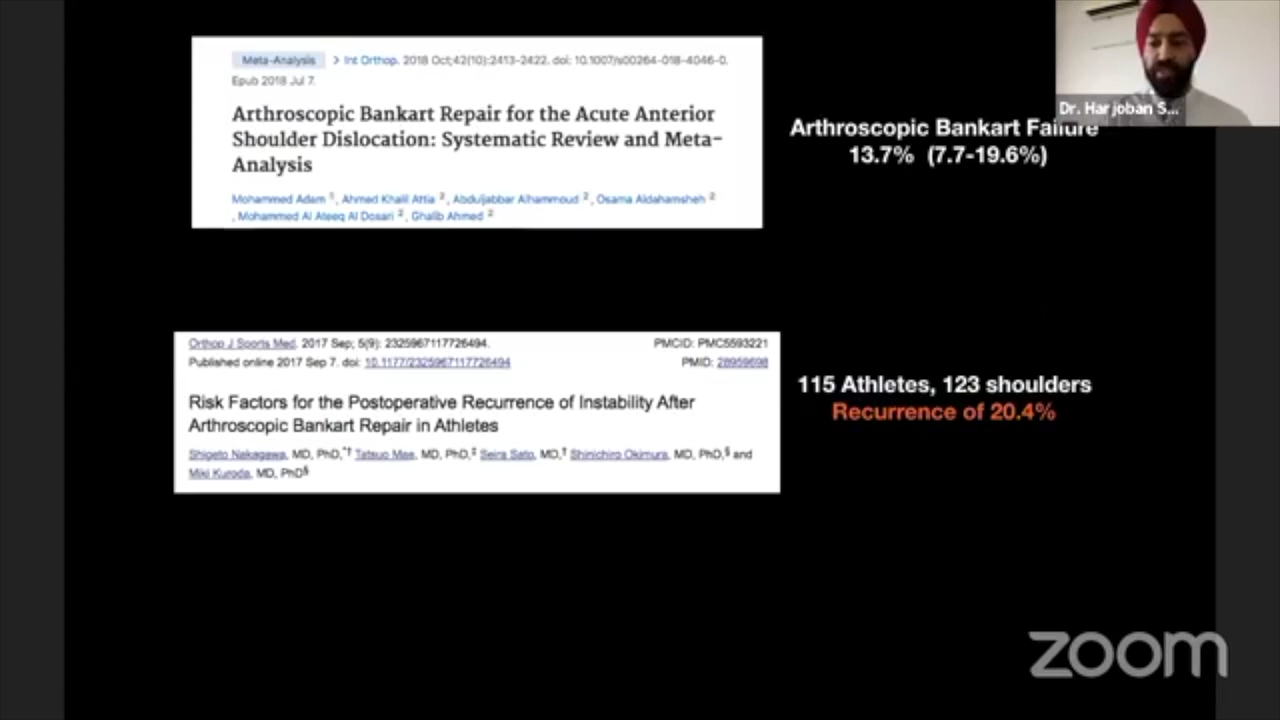 Meta-Analysis > Int Orthop. 2018 Oct;42(10):2413-2422. doi: 10.1007/s00264-018-4046-0.
Epub 2018 Jul 7.
Arthroscopic Bankart Repair for the Acute Anterior
Shoulder Dislocation: Systematic Review and Meta-
Analysis
Mohammed Adam 1, Ahmed Khalil Attia 2, Abduljabbar Alhammoud 2, Osama Aldahamsheh 2
, Mohammed Al Ateeq Al Dosari 2, Ghalib Ahmed 2
Dr. Harjoban S...
Arthroscopic Bankart Failure
13.7% (7.7-19.6%)
Orthop J Sports Med. 2017 Sep; 5(9): 2325967117726494.
Published online 2017 Sep 7. doi: 10.1177/2325967117726494
PMCID: PMC5593221
PMID: 28959698
Risk Factors for the Postoperative Recurrence of Instability After
Arthroscopic Bankart Repair in Athletes
Shigeto Nakagawa, MD, PhD,*† Tatsuo Mae, MD, PhD,‡ Seira Sato, MD,† Shinichiro Okimura, MD, PhD,§ and
Miki Kuroda, MD, PhD§
115 Athletes, 123 shoulders
Recurrence of 20.4%
zoom